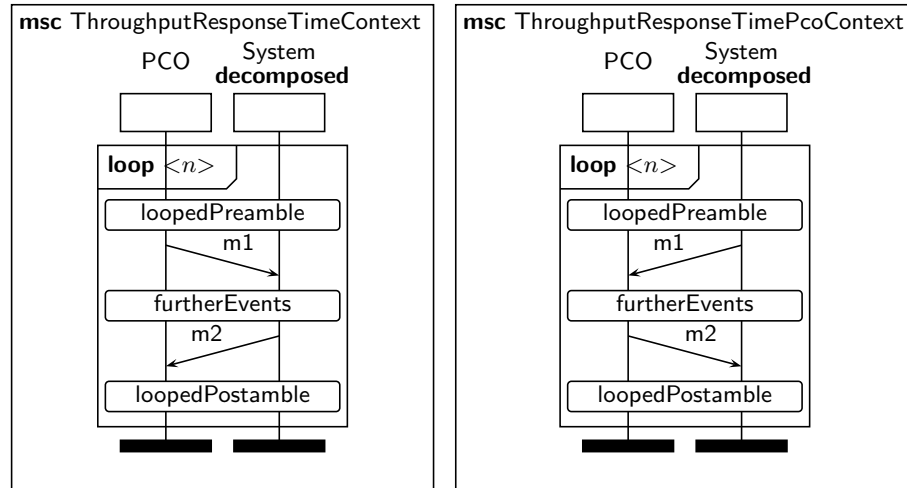 msc ThroughputResponseTimeContext
PCO
System
decomposed
loop <n>
loopedPreamble
m1
furtherEvents
m2
loopedPostamble
msc ThroughputResponseTimePcoContext
PCO
System
decomposed
loop <n>
loopedPreamble
m1
furtherEvents
m2
loopedPostamble